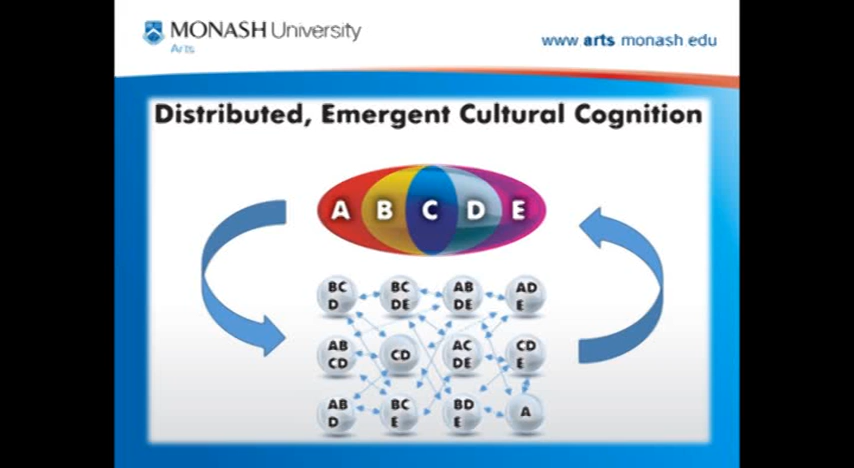 MONASH University
Arts
www arts monash edu
Distributed, Emergent Cultural Cognition
A B C D E
BC BC AB AD
D DE DE E
AB CD AC CD
CD DE E
AB BC BD A
D E E